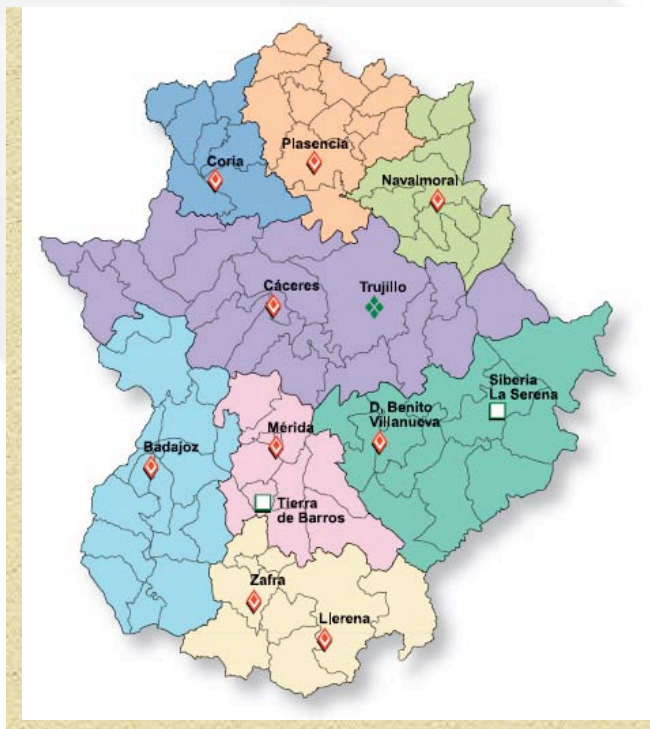 Plasencia
Coria
Navalmoral
Cáceres
Trujillo
Siberia
La Serena
D. Benito
Villanueva
Mérida
Badajoz
Tierra
de Barros
Zafra
Llerena